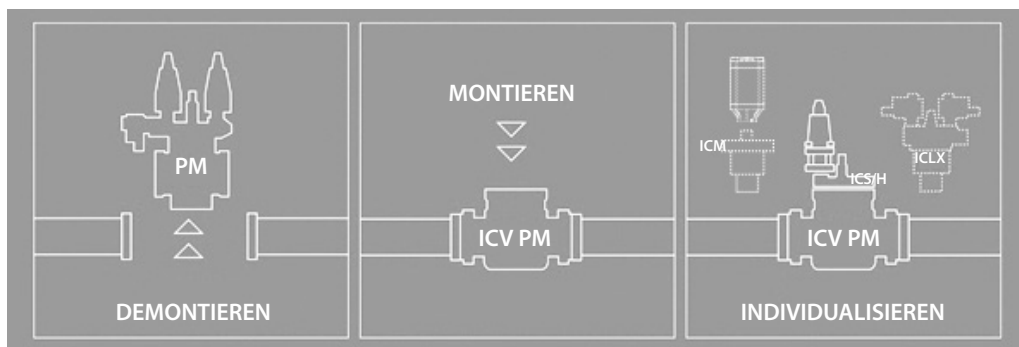 PM
DEMONTIEREN
MONTIEREN
ICV PM
ICM
ICS/H
ICLX
ICV PM
INDIVIDUALISIEREN